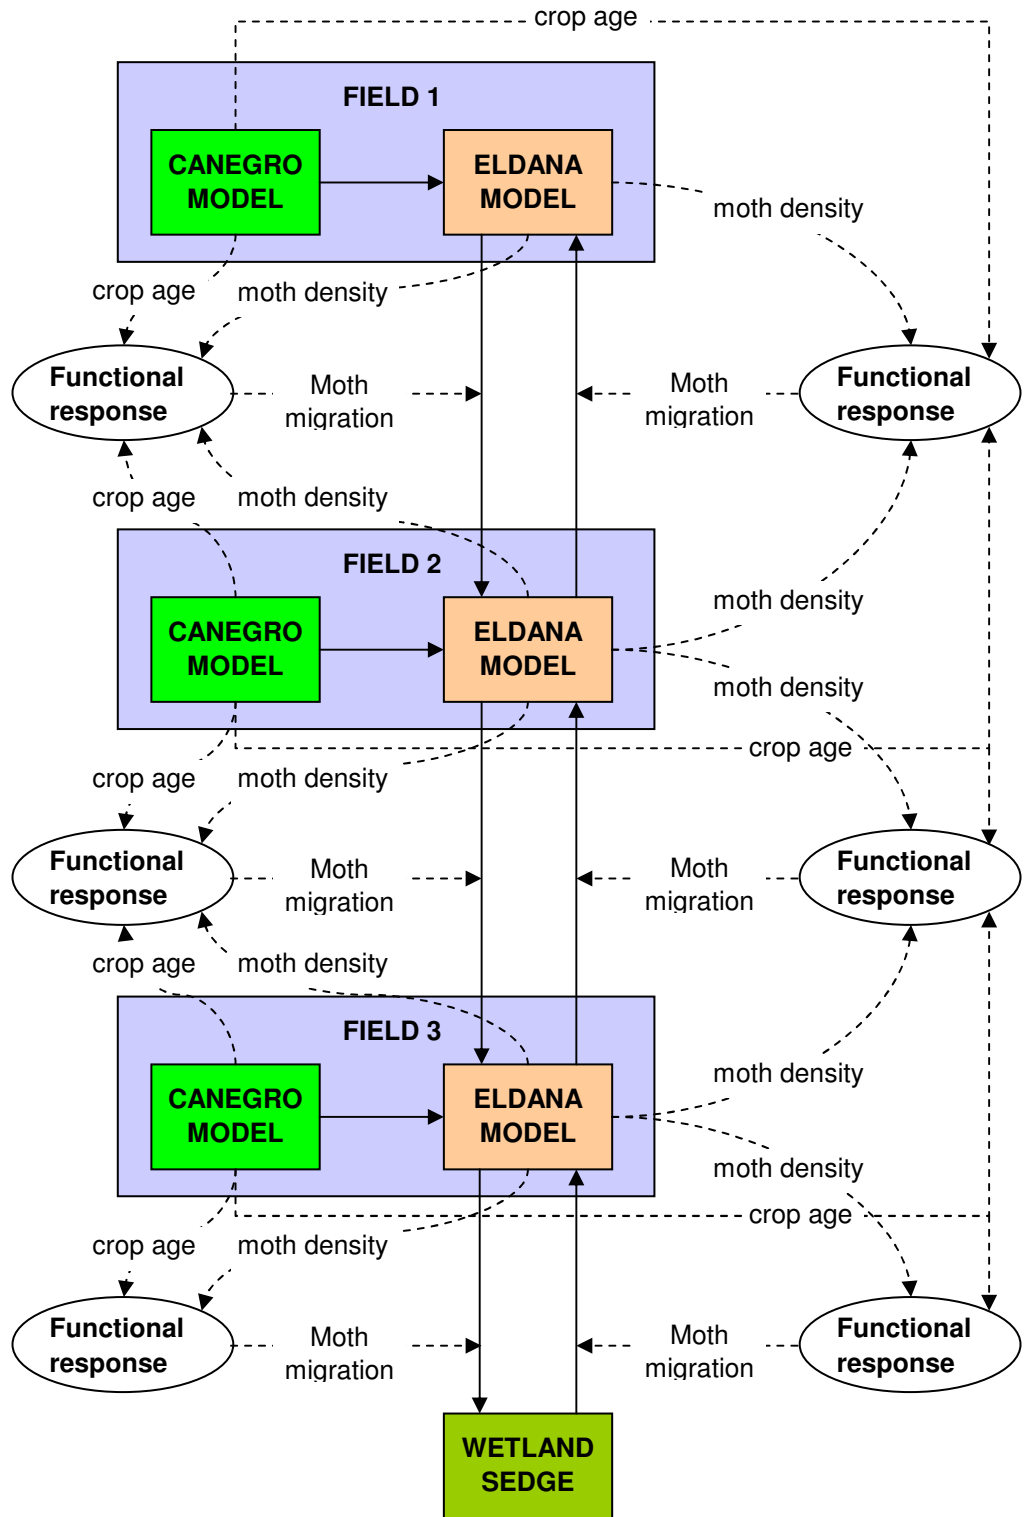 crop age
FIELD 1
CANEGRO
MODEL
ELDANA
MODEL
moth density
crop age
moth density
Functional
response
Moth
migration
Moth
migration
Functional
response
crop age
moth density
FIELD 2
CANEGRO
MODEL
ELDANA
MODEL
moth density
moth density
crop age
crop age
moth density
Functional
response
Moth
migration
Moth
migration
Functional
response
crop age
moth density
FIELD 3
CANEGRO
MODEL
ELDANA
MODEL
moth density
moth density
crop age
crop age
moth density
Functional
response
Moth
migration
Moth
migration
Functional
response
WETLAND
SEDGE